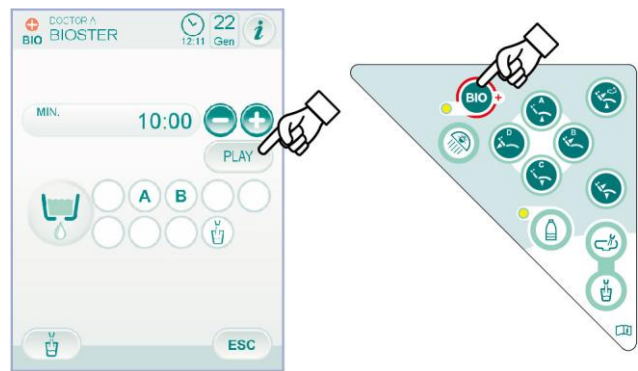 DOCTOR A
BIO BIOSTER
12:11
22
Gen
i
MIN.
10:00
PLAY
A B
ESC
BIO
A
D
B
C